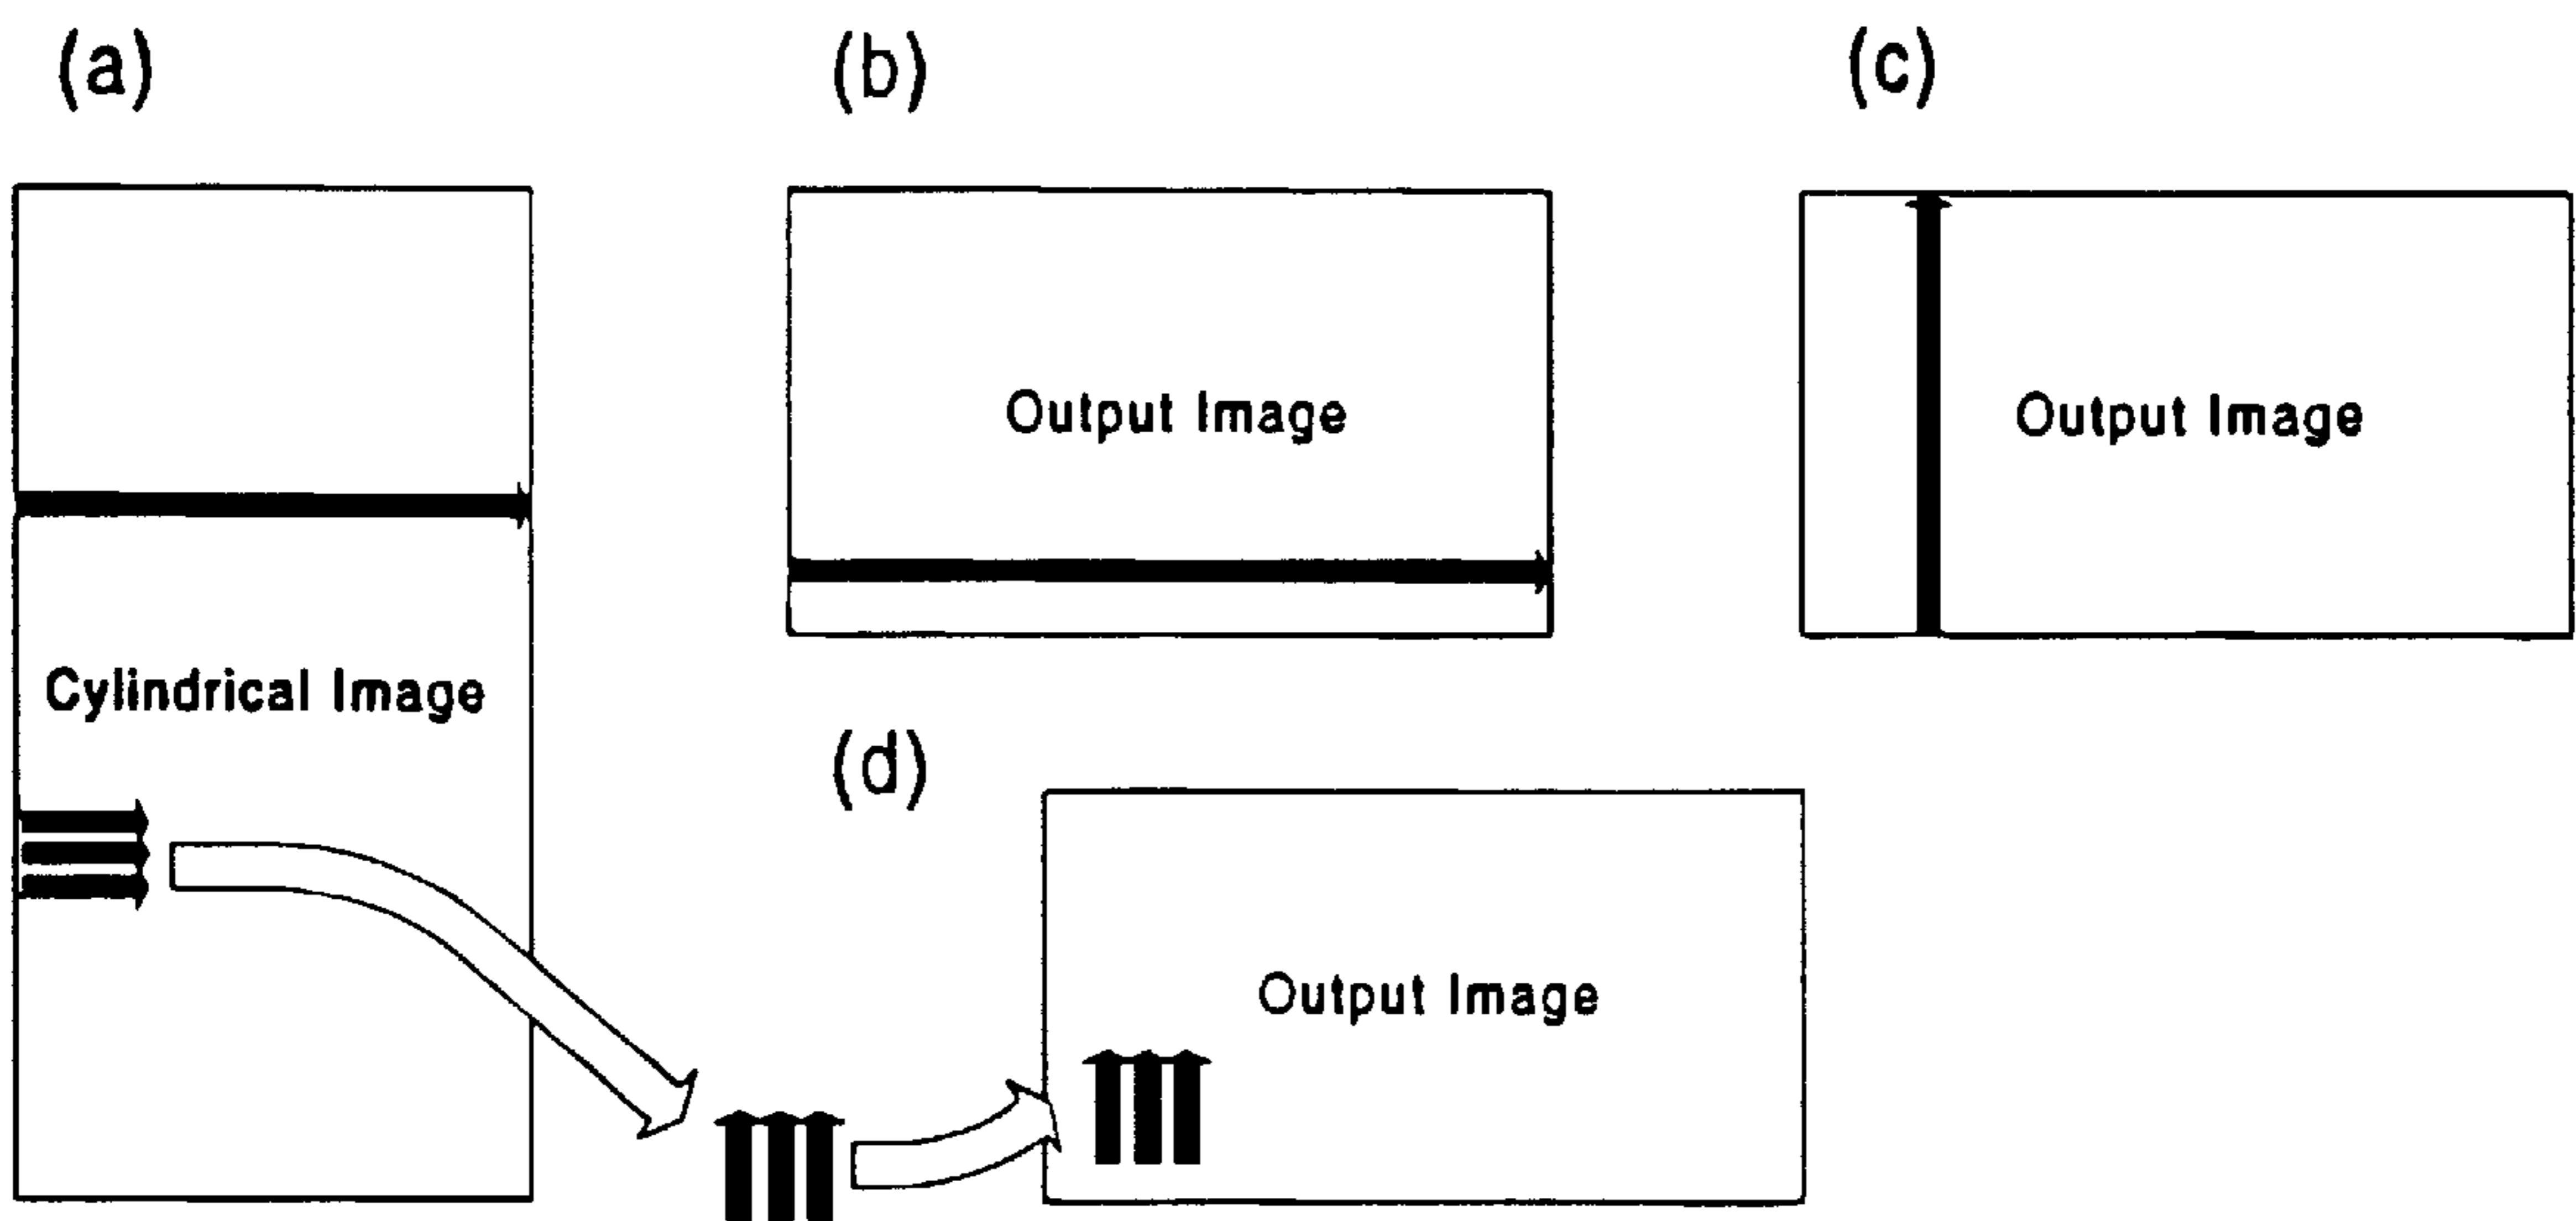 (a)
(b)
(c)
Output Image
Output Image
Cylindrical Image
(d)
Output Image